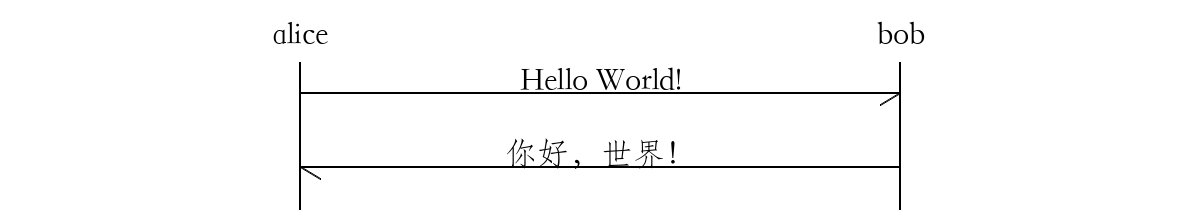 alice bob
Hello World!
你好，世界！